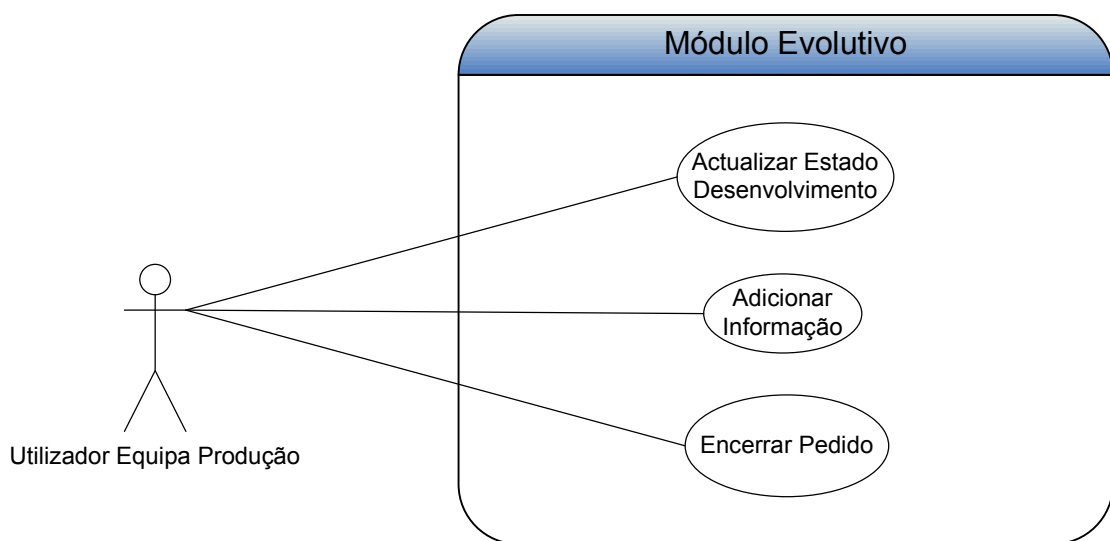 Módulo Evolutivo
Actualizar Estado
Desenvolvimento
Adicionar
Informação
Encerrar Pedido
Utilizador Equipa Produção